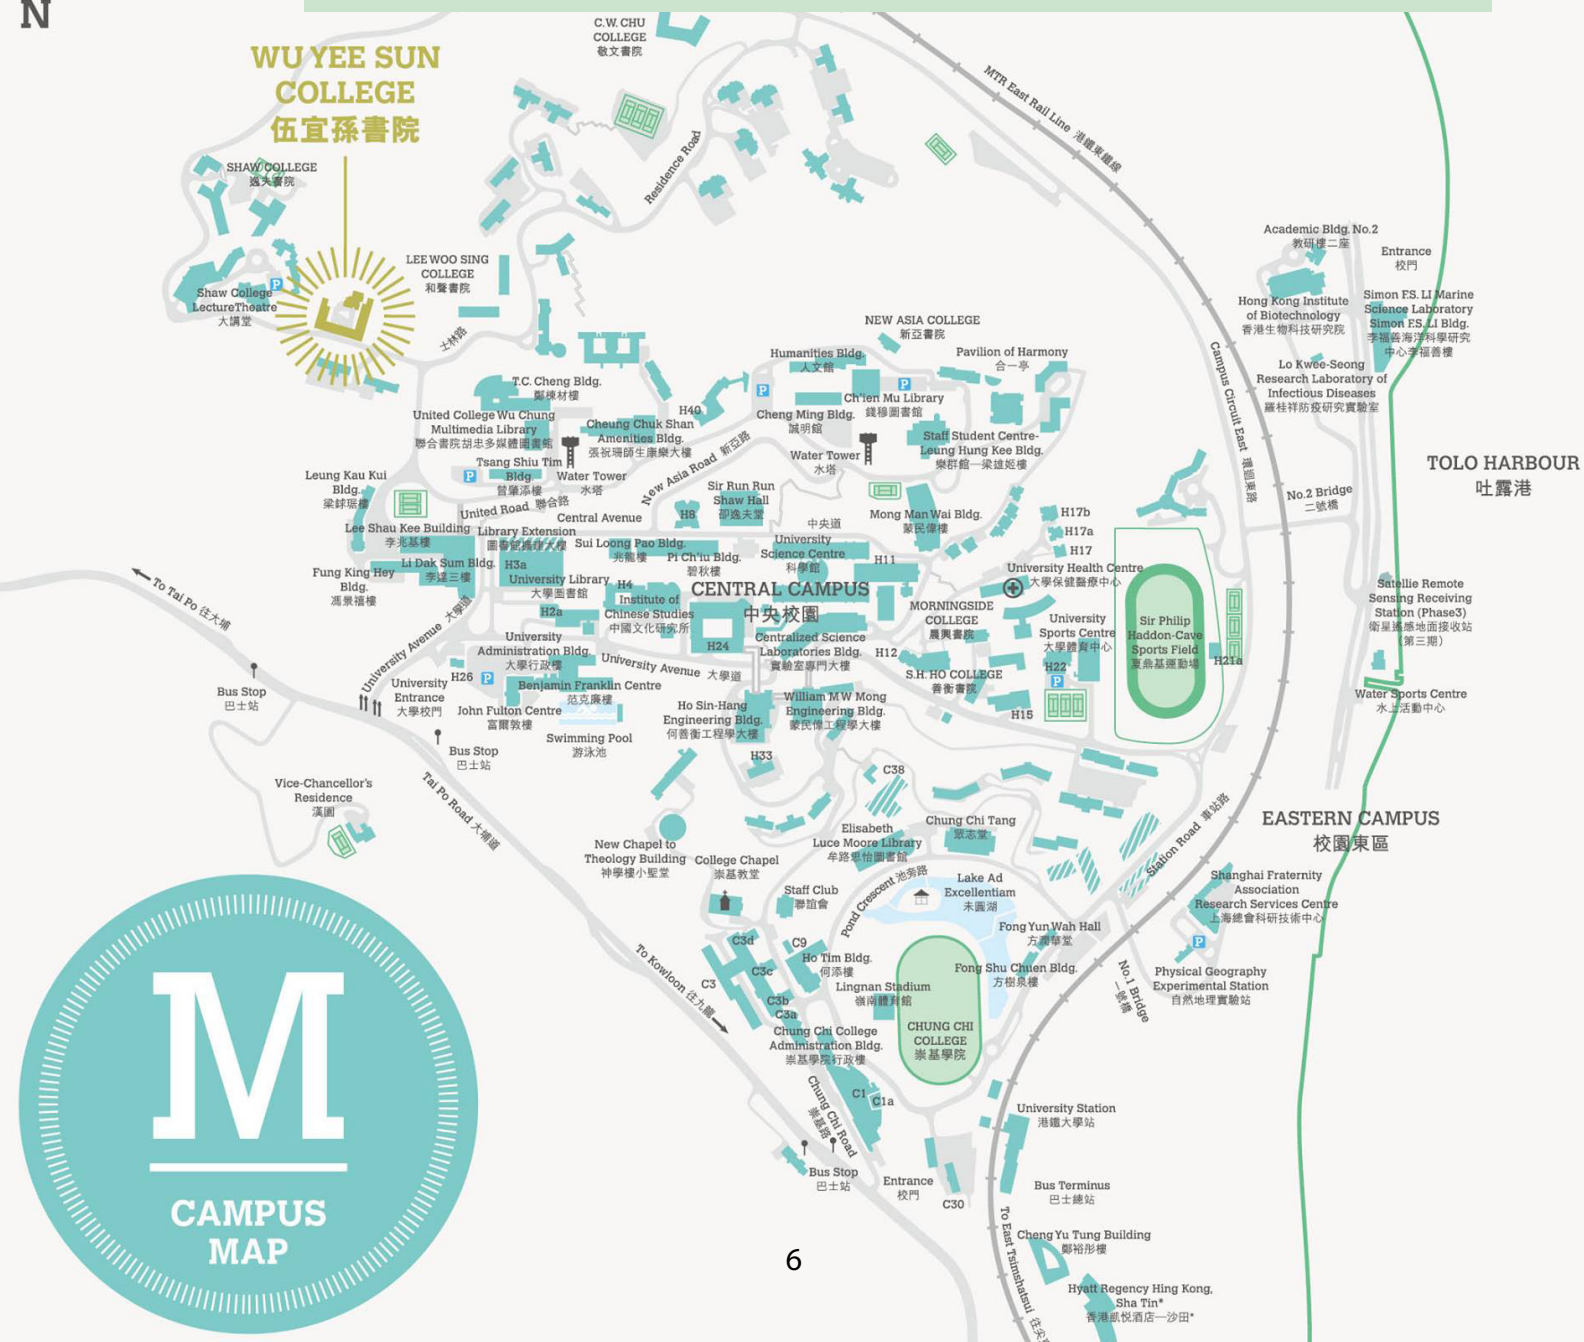 N
C.W. CHU
COLLEGE
敬文書院
WU YEE SUN
COLLEGE
伍宜孫書院
MTR East Rail Line 港鐵東鐵線
Residence Road
SHAW COLLEGE
逸夫書院
LEE WOO SING
COLLEGE
和聲書院
P
Shaw College
LectureTheatre
大講堂
士林路
Academic Bldg. No.2
教研樓二座
Entrance
校門
Hong Kong Institute
of Biotechnology
香港生物科技研究院
Simon F.S. LI Marine
Science Laboratory
Simon F.S. LI Bldg.
李福善海洋科學研究
中心李福善樓
Lo Kwee-Seong
Research Laboratory of
Infectious Diseases
羅桂祥防疫研究實驗室
Campus Circuit East 環迴東路
NEW ASIA COLLEGE
新亞書院
Humanities Bldg.
人文館
Pavilion of Harmony
合一亭
P
P
Ch'ien Mu Library
錢穆圖書館
Cheng Ming Bldg.
誠明館
T.C. Cheng Bldg.
鄭棟材樓
H40
United College Wu Chung
Multimedia Library
聯合書院胡忠多媒體圖書館
Cheung Chuk Shan
Amenities Bldg.
張祝珊師生康樂大樓
Staff Student Centre-
Leung Hung Kee Bldg.
樂群館—梁雄姬樓
Water Tower
水塔
New Asia Road 新亞路
Tsang Shiu Tim
Bldg.
曾肇添樓
P
Water Tower
水塔
Leung Kau Kui
Bldg.
梁銶琚樓
TOLO HARBOUR
吐露港
No.2 Bridge
二號橋
Sir Run Run
Shaw Hall
邵逸夫堂
United Road 聯合路
H8
Central Avenue
中央道
Mong Man Wai Bldg.
蒙民偉樓
H17b
H17a
H17
Lee Shau Kee Building
李兆基樓
Library Extension
圖書館擴建大樓
Sui Loong Pao Bldg.
兆龍樓
Pi Ch'iu Bldg.
碧秋樓
University
Science Centre
科學館
H11
Li Dak Sum Bldg.
李達三樓
H3a
Fung King Hey
Bldg.
馮景禧樓
University Library
大學圖書館
H4
Institute of
Chinese Studies
中國文化研究所
CENTRAL CAMPUS
中央校園
University Health Centre
大學保健醫療中心
Satellie Remote
Sensing Receiving
Station (Phase3)
衛星遙感地面接收站
(第三期)
To Tai Po 往大埔
H2a
MORNINGSIDE
COLLEGE
晨興書院
University
Sports Centre
大學體育中心
Sir Philip
Haddon-Cave
Sports Field
夏鼎基運動場
H21a
University Avenue 大學道
University
Administration Bldg.
大學行政樓
H24
Centralized Science
Laboratories Bldg.
實驗室專門大樓
H12
H22
P
University Avenue 大學道
H26
P
S.H. HO COLLEGE
善衡書院
H15
Benjamin Franklin Centre
范克廉樓
University
Entrance
大學校門
John Fulton Centre
富爾敦樓
Ho Sin-Hang
Engineering Bldg.
何善衡工程學大樓
William M W Mong
Engineering Bldg.
蒙民偉工程學大樓
Water Sports Centre
水上活動中心
Bus Stop
巴士站
Swimming Pool
游泳池
Bus Stop
巴士站
H33
C38
Vice-Chancellor's
Residence
漢園
Tai Po Road 大埔道
EASTERN CAMPUS
校園東區
Station Road 車站路
Elisabeth
Luce Moore Library
牟路思怡圖書館
Chung Chi Tang
眾志堂
New Chapel to
Theology Building
神學樓小聖堂
College Chapel
崇基教堂
Pond Crescent 池旁路
Lake Ad
Excellentiam
未圓湖
Staff Club
聯誼會
Shanghai Fraternity
Association
Research Services Centre
上海總會科研技術中心
P
Fong Yun Wah Hall
方潤華堂
C3d
C9
Ho Tim Bldg.
何添樓
Fong Shu Chuen Bldg.
方樹泉樓
C3c
C3
Physical Geography
Experimental Station
自然地理實驗站
No.1 Bridge
一號橋
To Kowloon 往九龍
Lingnan Stadium
嶺南體育館
C3b
C3a
Chung Chi College
Administration Bldg.
崇基學院行政樓
CHUNG CHI
COLLEGE
崇基學院
C1
C1a
Chung Chi Road
崇基路
University Station
港鐵大學站
Bus Stop
巴士站
Entrance
校門
C30
Bus Terminus
巴士總站
To East Tsimshatsui
Cheng Yu Tung Building
鄭裕彤樓
Hyatt Regency Hing Kong,
Sha Tin*
香港凱悅酒店—沙田*
M
CAMPUS
MAP
6